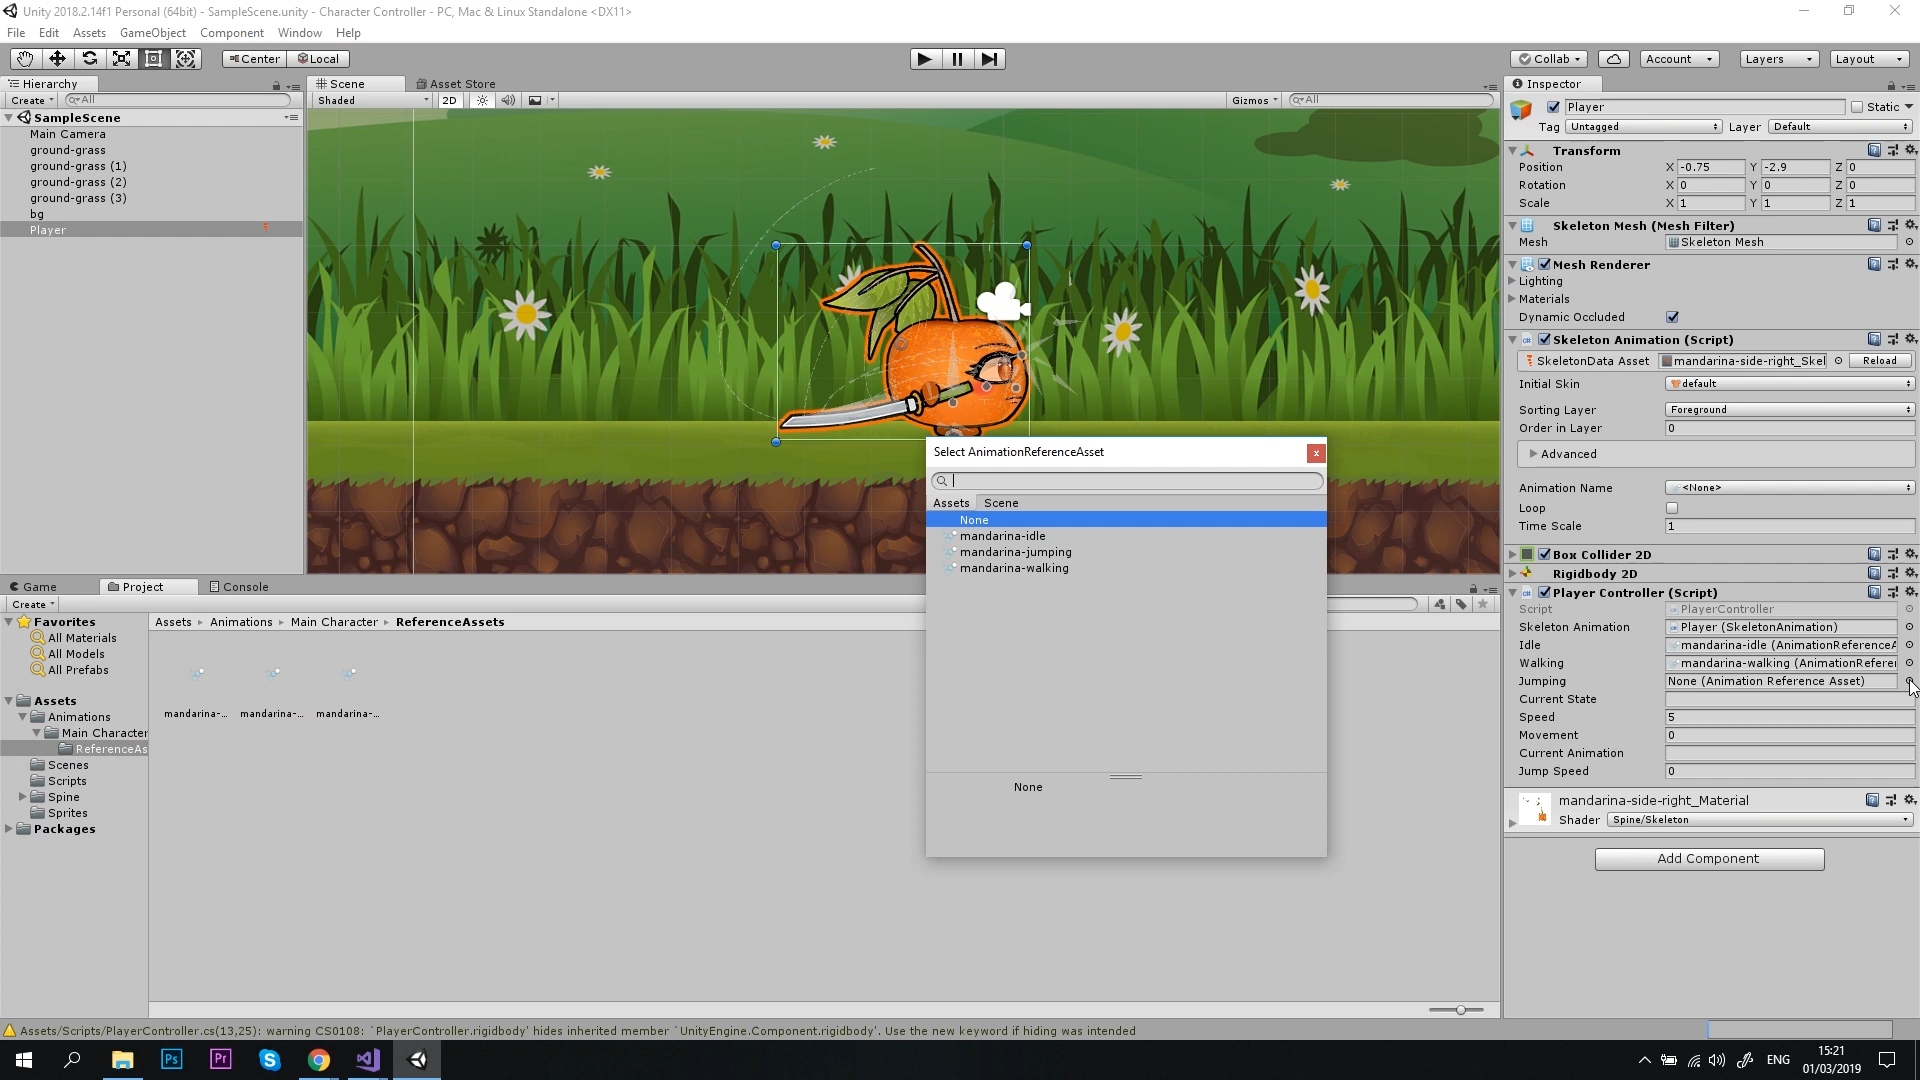 Unity 2018.2.14f1 Personal (64bit) - SampleScene.unity - Character Controller - PC, Mac & Linux Standalone <DX11>
File Edit Assets GameObject Component Window Help
Center Local Collab Account Layers Layout
Hierarchy
Create All
SampleScene
Main Camera
ground-grass
ground-grass (1)
ground-grass (2)
ground-grass (3)
bg
Player
Scene Asset Store
Shaded 2D Gizmos All
Select AnimationReferenceAsset
Assets Scene
None
mandarina-idle
mandarina-jumping
mandarina-walking
None
Game Project Console
Create
Favorites
All Materials
All Models
All Prefabs
Assets
Animations
Main Character
ReferenceAs
Scenes
Scripts
Spine
Sprites
Packages
Assets Animations Main Character ReferenceAssets
mandarina-... mandarina-... mandarina-...
Inspector
Player Static
Tag Untagged Layer Default
Transform
Position X -0.75 Y -2.9 Z 0
Rotation X 0 Y 0 Z 0
Scale X 1 Y 1 Z 1
Skeleton Mesh (Mesh Filter)
Mesh Skeleton Mesh
Mesh Renderer
Lighting
Materials
Dynamic Occluded
Skeleton Animation (Script)
SkeletonData Asset mandarina-side-right_Skel Reload
Initial Skin default
Sorting Layer Foreground
Order in Layer 0
Advanced
Animation Name <None>
Loop
Time Scale 1
Box Collider 2D
Rigidbody 2D
Player Controller (Script)
Script PlayerController
Skeleton Animation Player (SkeletonAnimation)
Idle mandarina-idle (AnimationReferenceA
Walking mandarina-walking (AnimationReferer
Jumping None (Animation Reference Asset)
Current State
Speed 5
Movement 0
Current Animation
Jump Speed 0
mandarina-side-right_Material
Shader Spine/Skeleton
Add Component
Assets/Scripts/PlayerController.cs(13,25): warning CS0108: `PlayerController.rigidbody' hides inherited member `UnityEngine.Component.rigidbody'. Use the new keyword if hiding was intended
Ps Pr ENG 15:21
01/03/2019